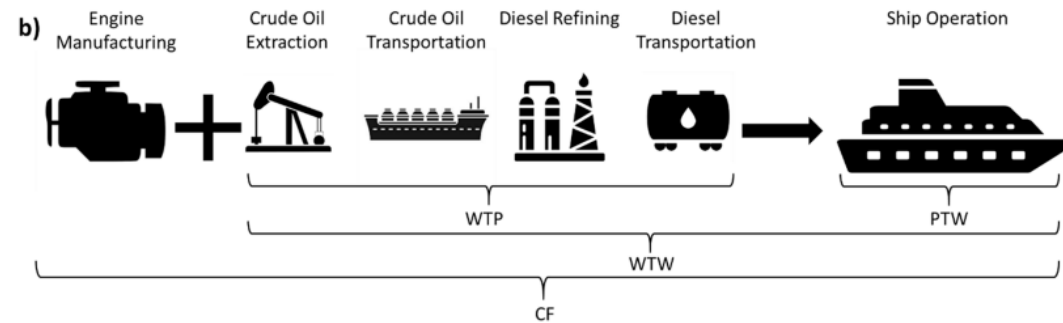 b)
Engine
Manufacturing
Crude Oil
Extraction
Crude Oil
Transportation
Diesel Refining
Diesel
Transportation
Ship Operation
WTP
PTW
WTW
CF